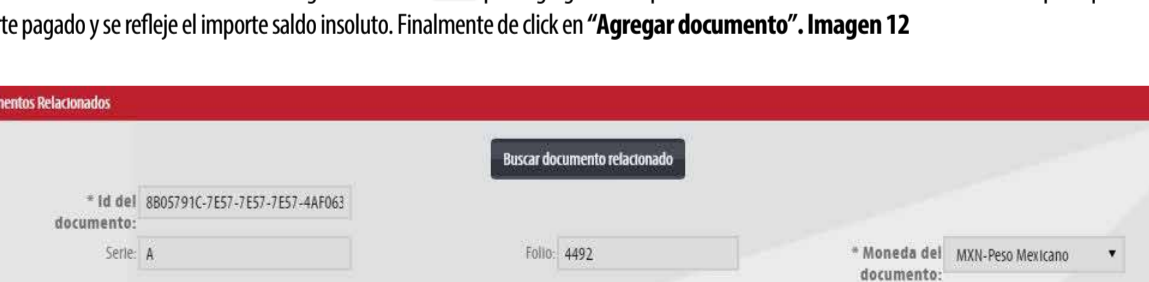 rte pagado y se refleje el importe saldo insoluto. Finalmente de click en “Agregar documento”. Imagen 12
mentos Relacionados
Buscar documento relacionado
* Id del documento: 8B05791C-7E57-7E57-7E57-4AF063
Serie: A
Folio: 4492
* Moneda del documento: MXN-Peso Mexicano